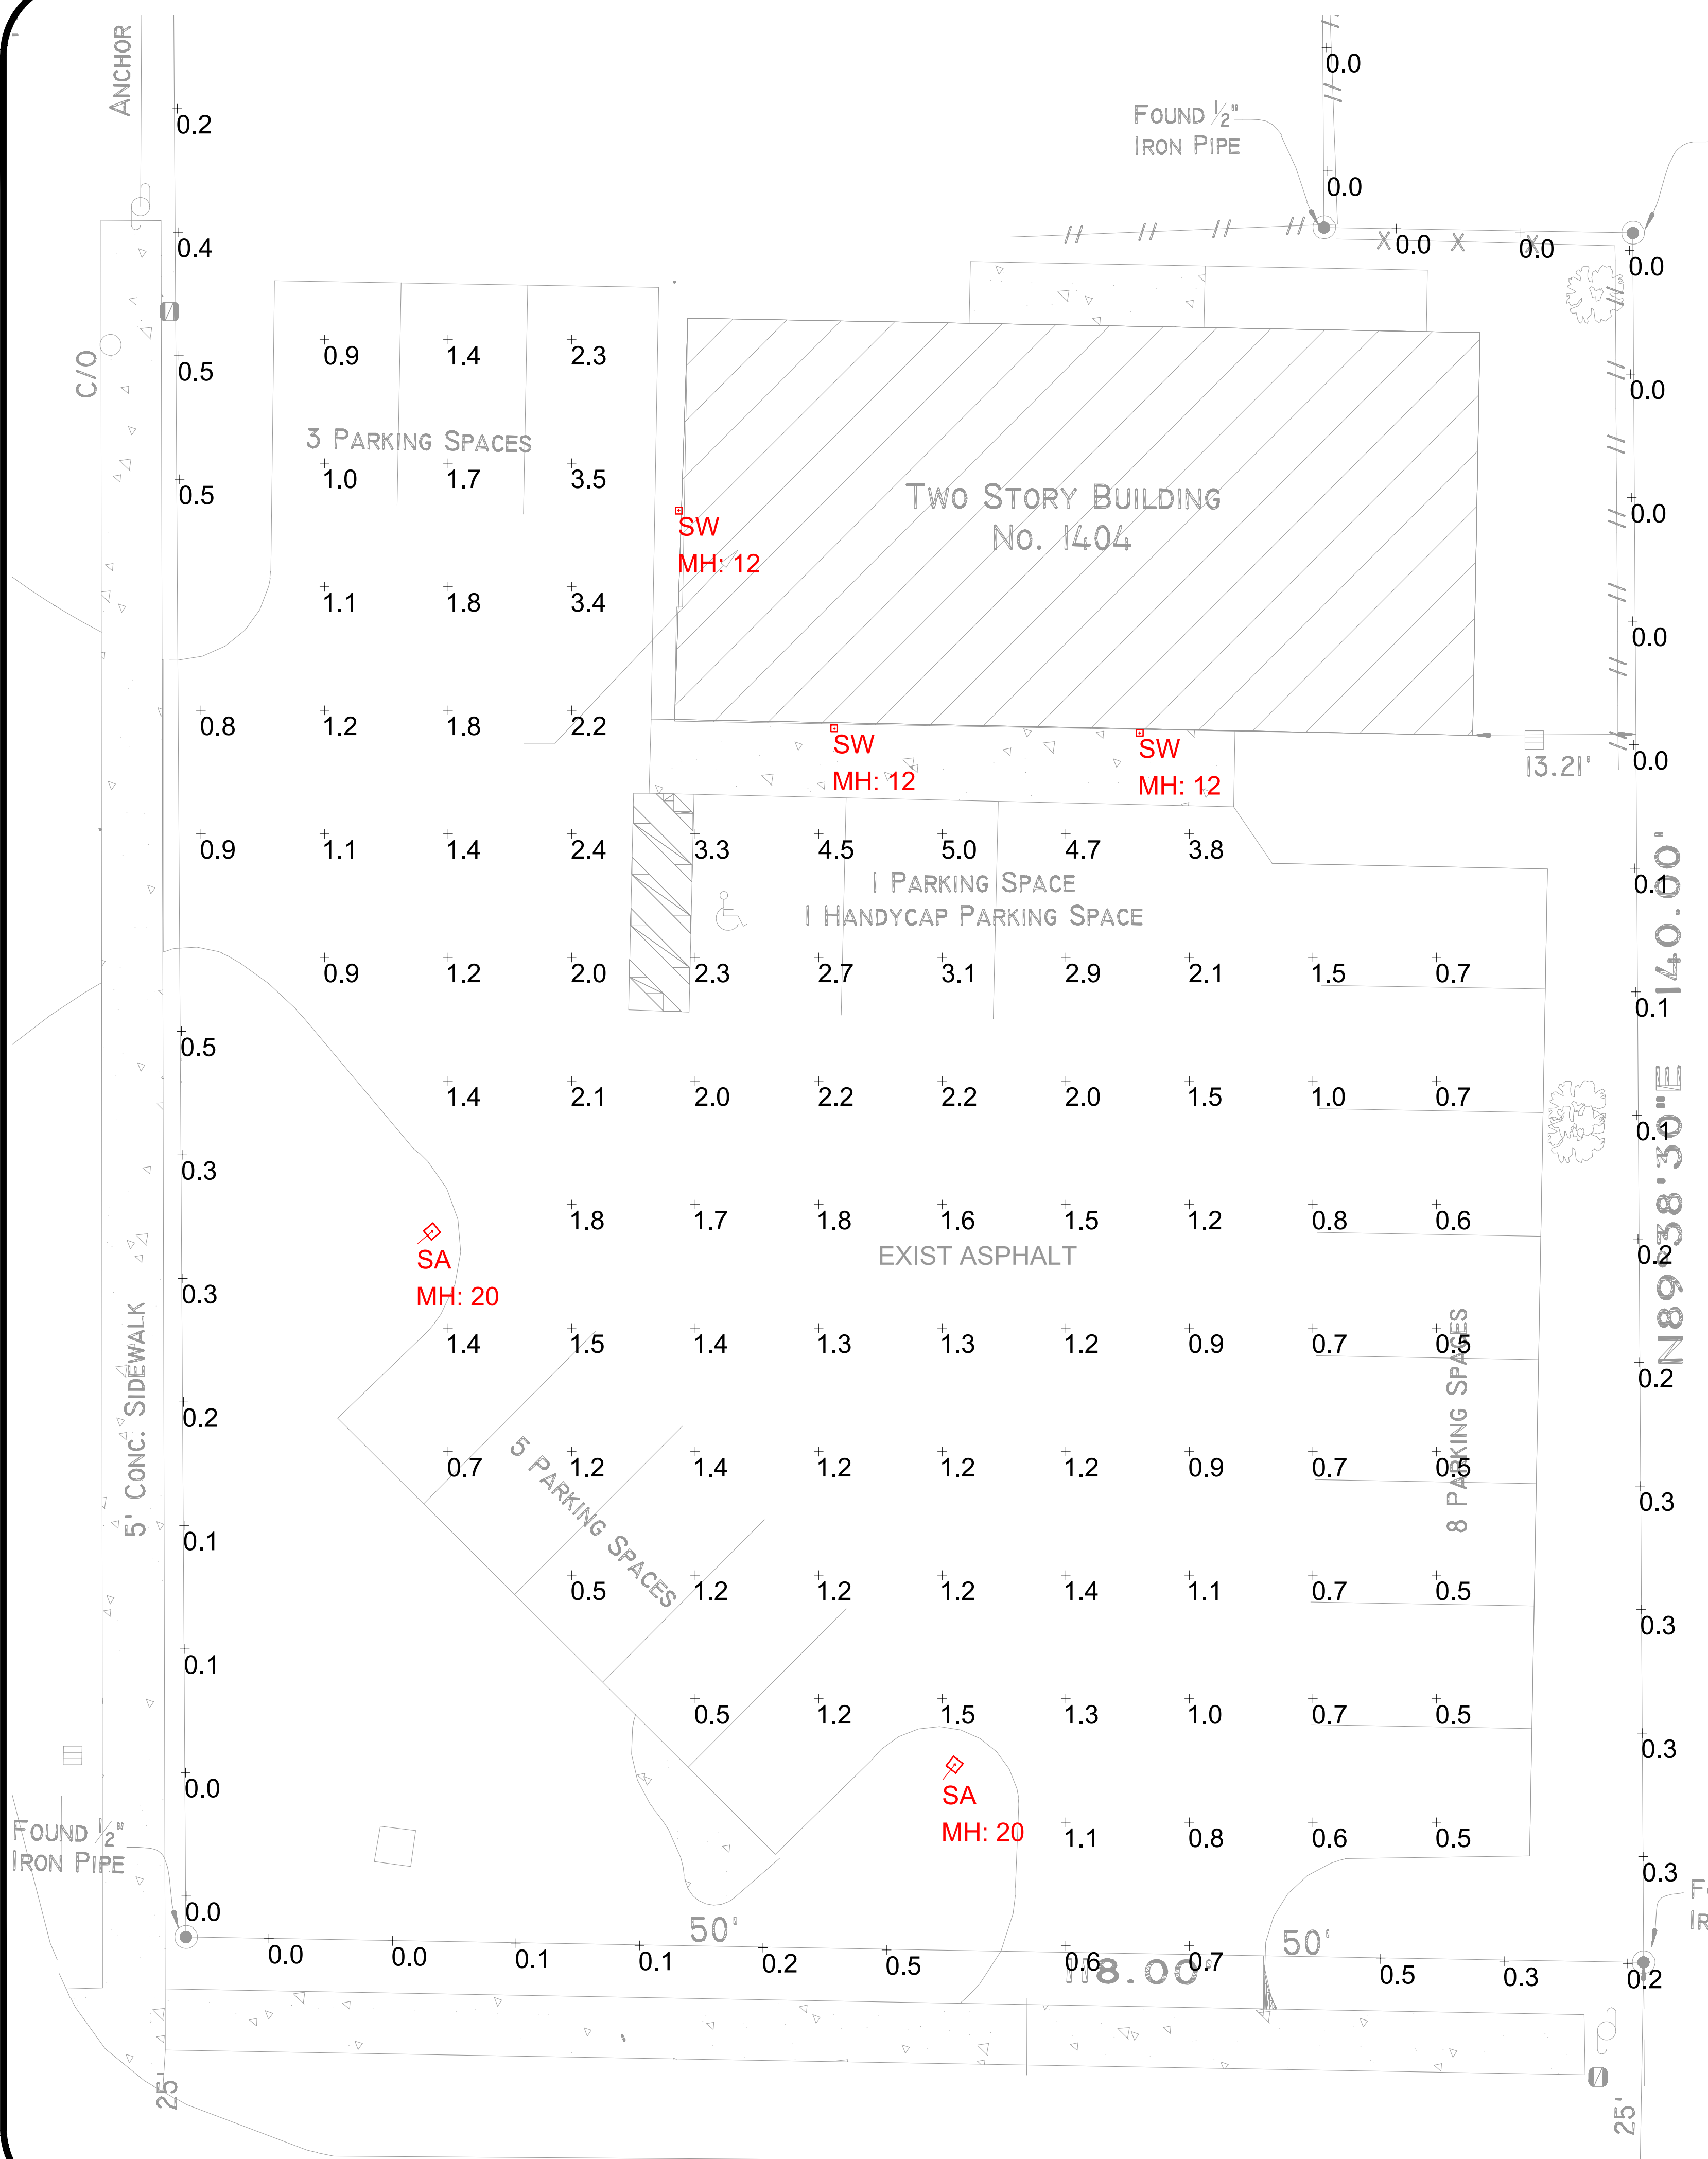 ANCHOR
0.0
FOUND 1/2"
IRON PIPE
0.2
0.0
0.4
0.0 0.0
0.0
X X X
C/O
0.5
0.9 1.4 2.3
0.0
3 PARKING SPACES
0.5
1.0 1.7 3.5
TWO STORY BUILDING
NO. 1404
0.0
SW
MH: 12
1.1 1.8 3.4
0.0
0.8 1.2 1.8 2.2
SW
MH: 12
SW
MH: 12
0.0
13.21'
0.9 1.1 1.4 2.4 3.3 4.5 5.0 4.7 3.8
0.1
1 PARKING SPACE
1 HANDYCAP PARKING SPACE
0.9 1.2 2.0 2.3 2.7 3.1 2.9 2.1 1.5 0.7
0.1
N89°38'30"E 140.00'
0.5
1.4 2.1 2.0 2.2 2.2 2.0 1.5 1.0 0.7
0.1
0.3
1.8 1.7 1.8 1.6 1.5 1.2 0.8 0.6
0.2
EXIST ASPHALT
SA
MH: 20
0.3
1.4 1.5 1.4 1.3 1.3 1.2 0.9 0.7 0.5
0.2
5' CONC. SIDEWALK
8 PARKING SPACES
0.2
0.7 1.2 1.4 1.2 1.2 1.2 0.9 0.7 0.5
0.3
5 PARKING SPACES
0.1
0.5 1.2 1.2 1.2 1.4 1.1 0.7 0.5
0.3
0.1
0.5 1.2 1.5 1.3 1.0 0.7 0.5
0.3
0.0
SA
MH: 20
1.1 0.8 0.6 0.5
0.3
FOUND 1/2"
IRON PIPE
0.0
50'
50'
0.0 0.0 0.1 0.1 0.2 0.5 0.6 0.7 0.5 0.3 0.2
118.00'
25'
25'